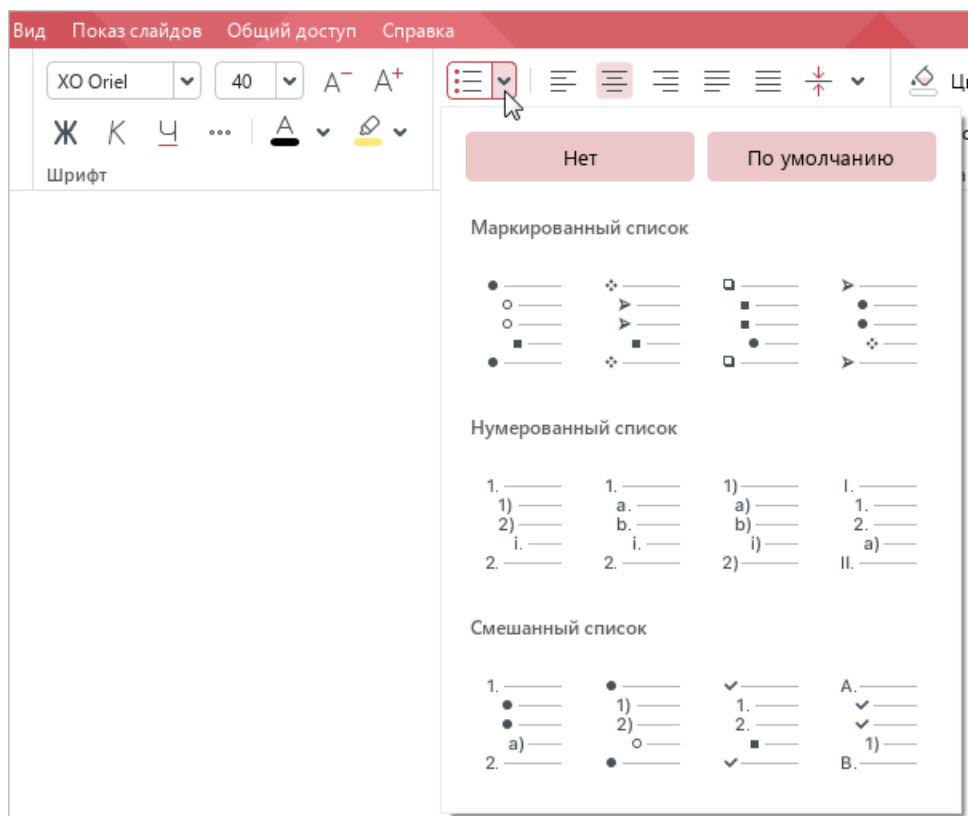 Вид Показ слайдов Общий доступ Справка
XO Oriel 40 A− A+
Ж К Ч ••• A
Шрифт
Нет По умолчанию
Маркированный список
Нумерованный список
1. 1. 1) I.
1) a. a) 1.
2) b. b) 2.
i. i. i) a)
2. 2. 2) II.
Смешанный список
1. A.
1) 1.
2) 2.
a) 1)
2. B.